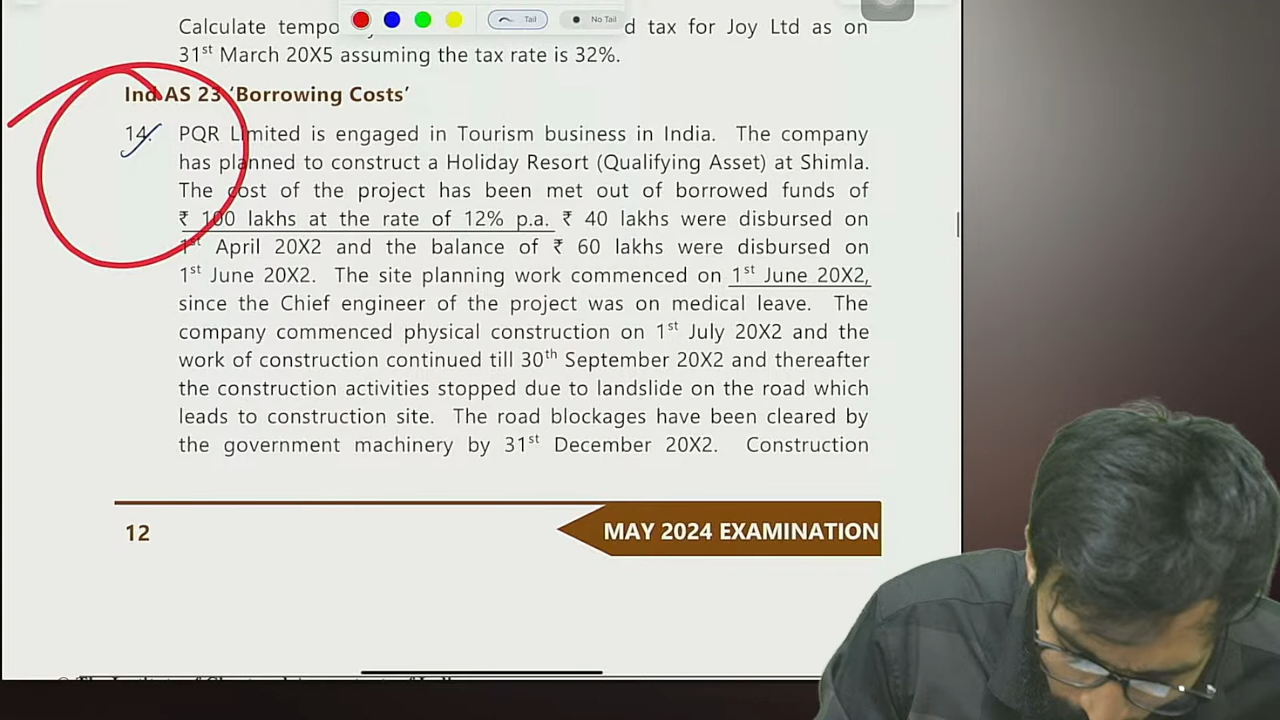 Calculate tempo d tax for Joy Ltd as on
31st March 20X5 assuming the tax rate is 32%.
Tail
No Tail
Ind AS 23 ‘Borrowing Costs’
14. PQR Limited is engaged in Tourism business in India. The company
has planned to construct a Holiday Resort (Qualifying Asset) at Shimla.
The cost of the project has been met out of borrowed funds of
₹ 100 lakhs at the rate of 12% p.a. ₹ 40 lakhs were disbursed on
1st April 20X2 and the balance of ₹ 60 lakhs were disbursed on
1st June 20X2. The site planning work commenced on 1st June 20X2,
since the Chief engineer of the project was on medical leave. The
company commenced physical construction on 1st July 20X2 and the
work of construction continued till 30th September 20X2 and thereafter
the construction activities stopped due to landslide on the road which
leads to construction site. The road blockages have been cleared by
the government machinery by 31st December 20X2. Construction
12
MAY 2024 EXAMINATION